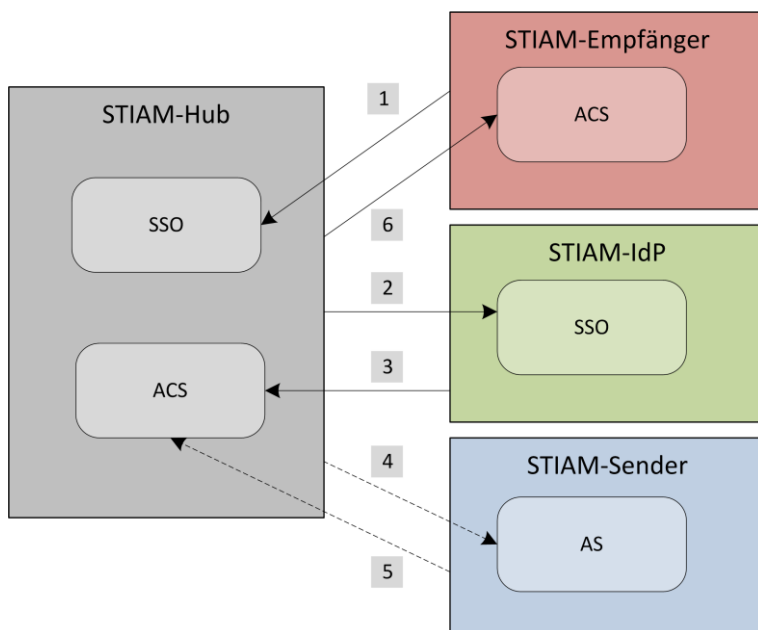 STIAM-Hub
SSO
ACS
1
6
2
3
4
5
STIAM-Empfänger
ACS
STIAM-IdP
SSO
STIAM-Sender
AS